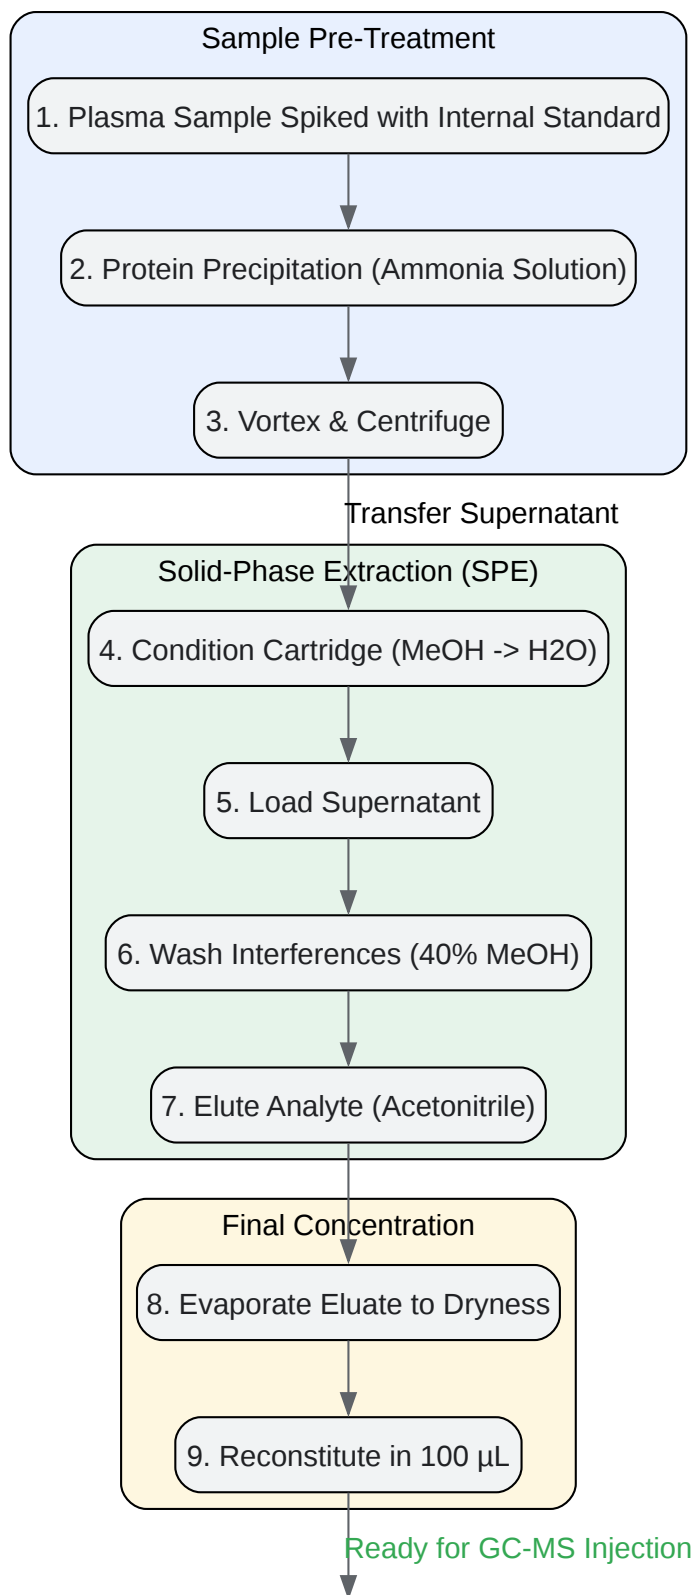 Sample Pre-Treatment
1. Plasma Sample Spiked with Internal Standard
2. Protein Precipitation (Ammonia Solution)
3. Vortex & Centrifuge
Transfer Supernatant
Solid-Phase Extraction (SPE)
4. Condition Cartridge (MeOH -> H2O)
5. Load Supernatant
6. Wash Interferences (40% MeOH)
7. Elute Analyte (Acetonitrile)
Final Concentration
8. Evaporate Eluate to Dryness
9. Reconstitute in 100 µL
Ready for GC-MS Injection